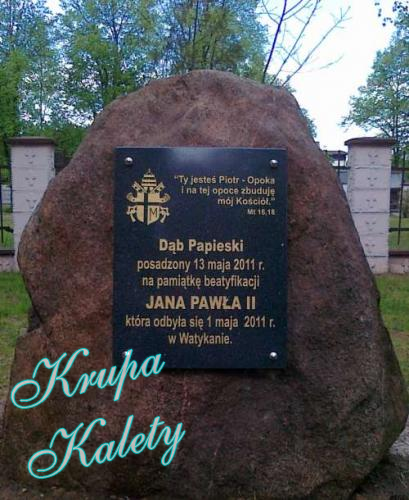 “Ty jesteś Piotr - Opoka
i na tej opoce zbuduję
mój Kościół.”
Mt 16,18
M
Dąb Papieski
posadzony 13 maja 2011 r.
na pamiątkę beatyfikacji
JANA PAWŁA II
która odbyła się 1 maja 2011 r.
w Watykanie.
Krupa
Kalety